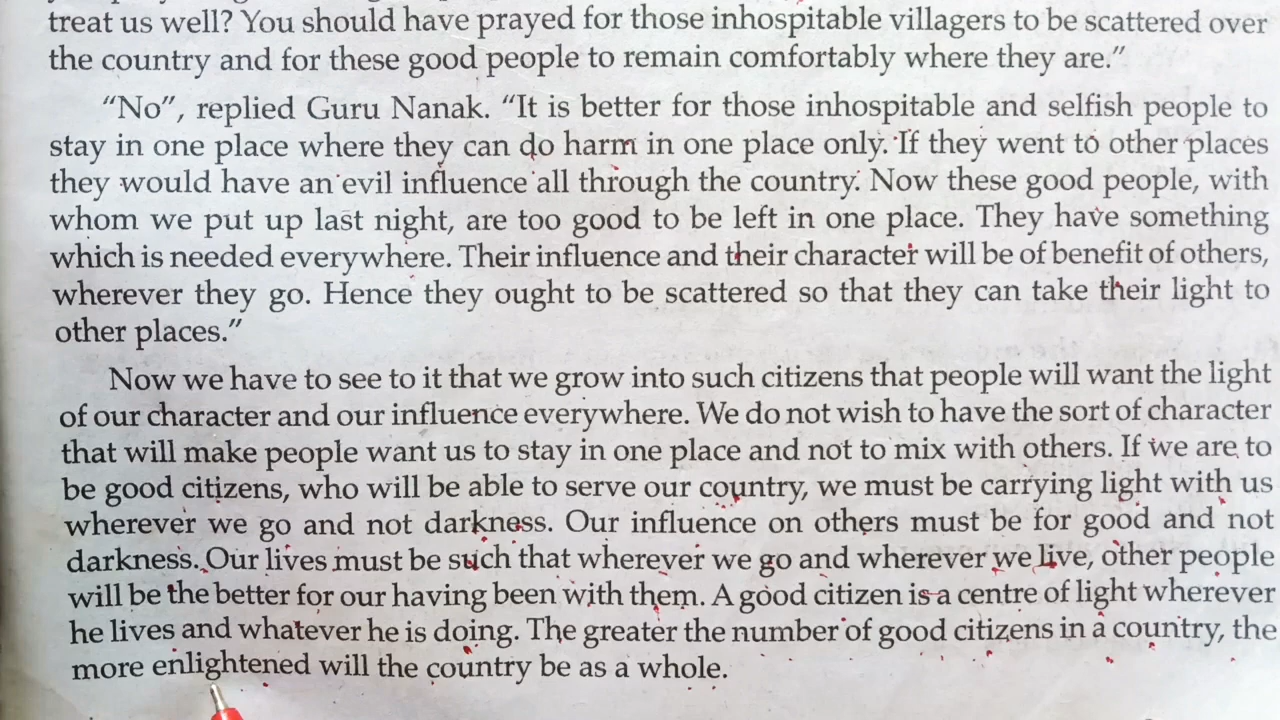 treat us well? You should have prayed for those inhospitable villagers to be scattered over
the country and for these good people to remain comfortably where they are.”
“No”, replied Guru Nanak. “It is better for those inhospitable and selfish people to
stay in one place where they can do harm in one place only. If they went to other places
they would have an evil influence all through the country. Now these good people, with
whom we put up last night, are too good to be left in one place. They have something
which is needed everywhere. Their influence and their character will be of benefit of others,
wherever they go. Hence they ought to be scattered so that they can take their light to
other places.”
Now we have to see to it that we grow into such citizens that people will want the light
of our character and our influence everywhere. We do not wish to have the sort of character
that will make people want us to stay in one place and not to mix with others. If we are to
be good citizens, who will be able to serve our country, we must be carrying light with us
wherever we go and not darkness. Our influence on others must be for good and not
darkness. Our lives must be such that wherever we go and wherever we live, other people
will be the better for our having been with them. A good citizen is a centre of light wherever
he lives and whatever he is doing. The greater the number of good citizens in a country, the
more enlightened will the country be as a whole.